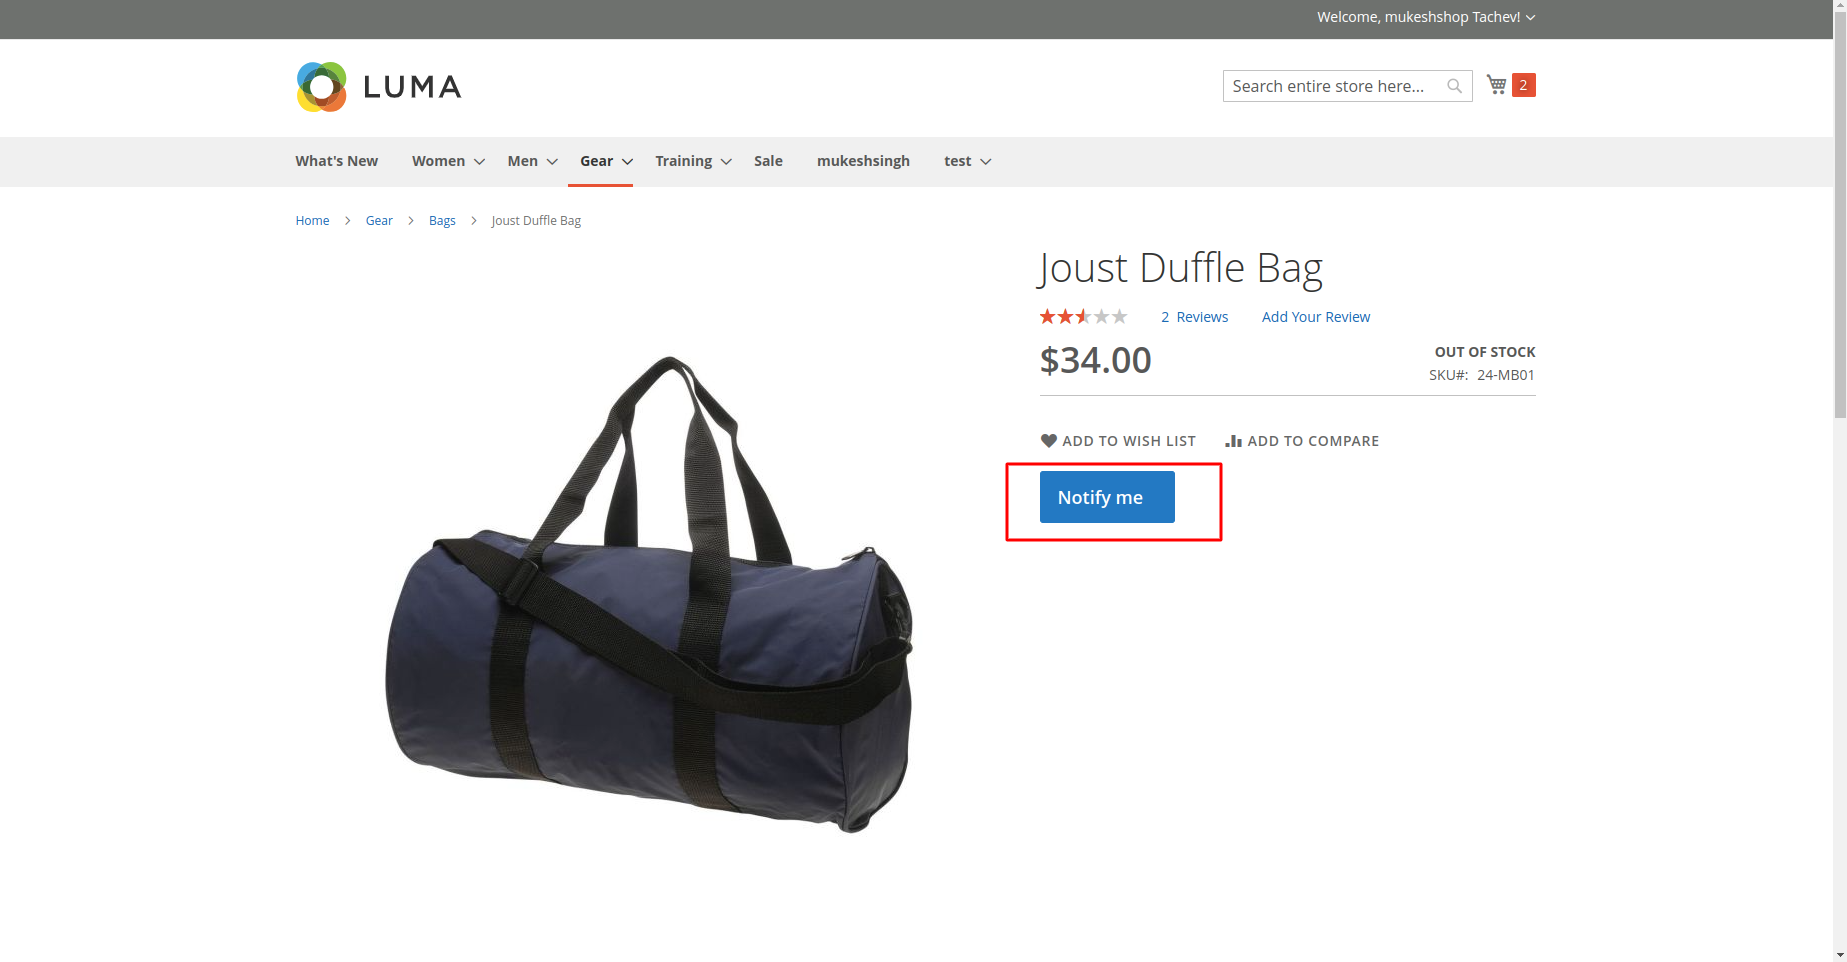 Welcome, mukeshshop Tachev!
LUMA
Search entire store here...
2
What's New Women Men Gear Training Sale mukeshsingh test
Home Gear Bags Joust Duffle Bag
Joust Duffle Bag
2 Reviews Add Your Review
$34.00
OUT OF STOCK
SKU#: 24-MB01
ADD TO WISH LIST ADD TO COMPARE
Notify me